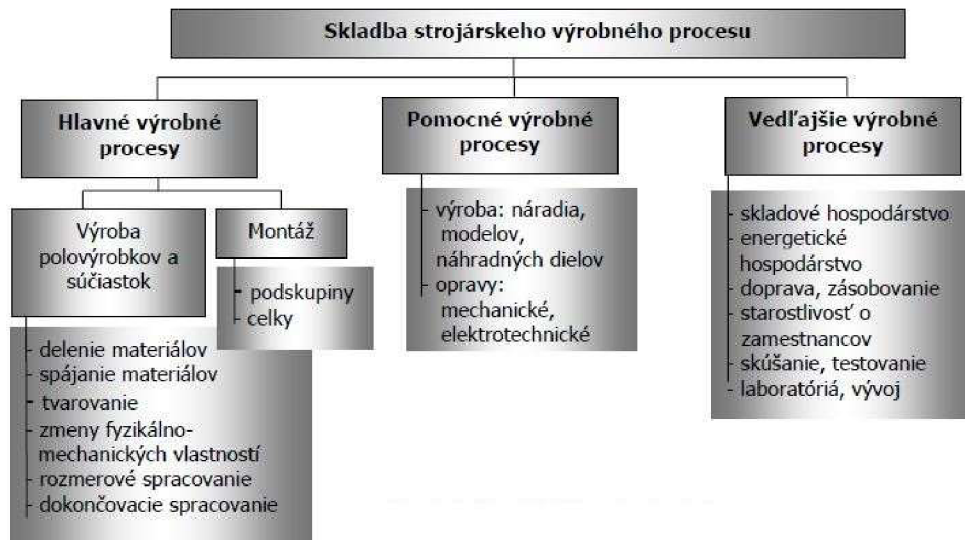 Skladba strojárskeho výrobného procesu
Hlavné výrobné
procesy
Výroba
polovýrobkov a
súčiastok
- delenie materiálov
- spájanie materiálov
- tvarovanie
- zmeny fyzikálno-
mechanických vlastností
- rozmerové spracovanie
- dokončovacie spracovanie
Montáž
- podskupiny
- celky
Pomocné výrobné
procesy
- výroba: náradia,
modelov,
náhradných dielov
- opravy:
mechanické,
elektrotechnické
Vedľajšie výrobné
procesy
- skladové hospodárstvo
- energetické
hospodárstvo
- doprava, zásobovanie
- starostlivosť o
zamestnancov
- skúšanie, testovanie
- laboratóriá, vývoj